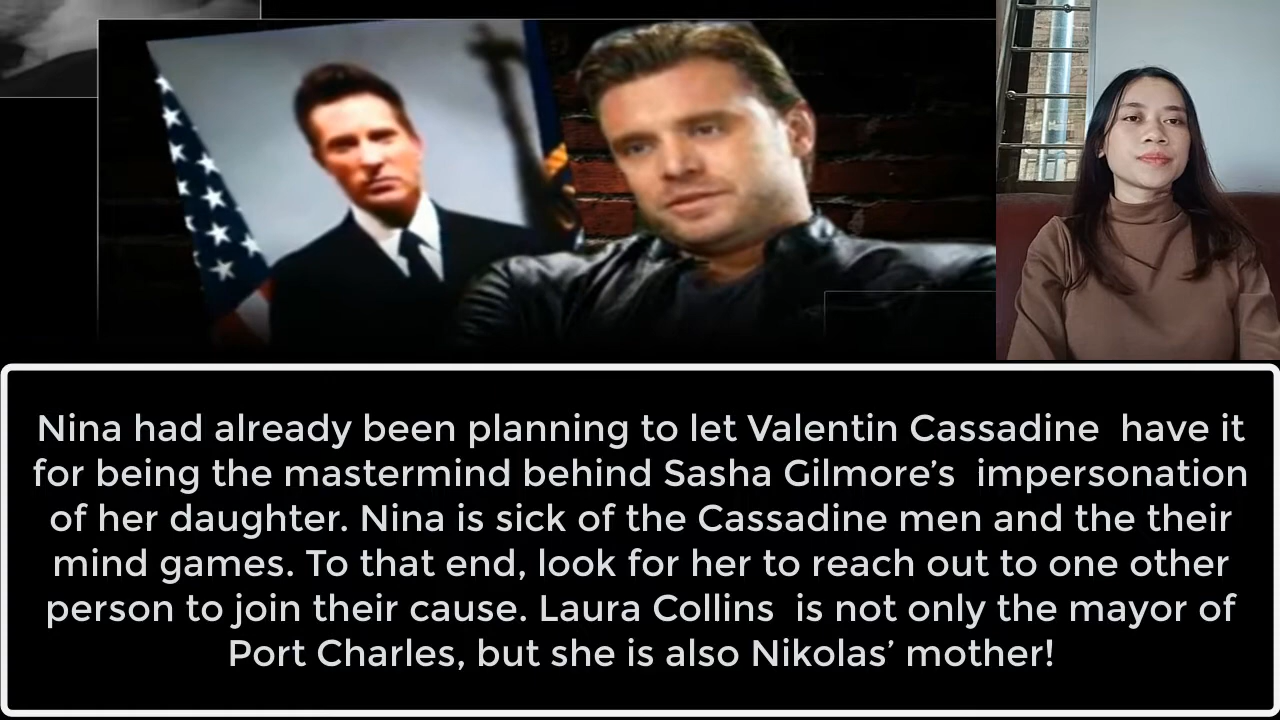 Nina had already been planning to let Valentin Cassadine  have it
for being the mastermind behind Sasha Gilmore’s  impersonation
of her daughter. Nina is sick of the Cassadine men and the their
mind games. To that end, look for her to reach out to one other
person to join their cause. Laura Collins  is not only the mayor of
Port Charles, but she is also Nikolas’ mother!